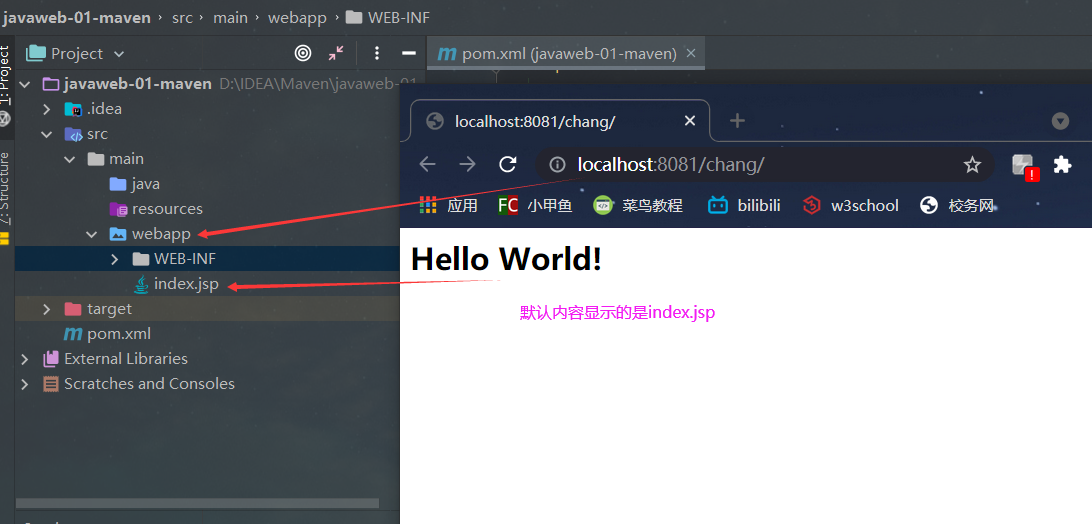 javaweb-01-maven › src › main › webapp › WEB-INF
Project
pom.xml (javaweb-01-maven)
1: Project
javaweb-01-maven D:\IDEA\Maven\javaweb-01
.idea
src
main
java
resources
webapp
WEB-INF
index.jsp
target
pom.xml
External Libraries
Scratches and Consoles
Z: Structure
localhost:8081/chang/
localhost:8081/chang/
应用 FC 小甲鱼 菜鸟教程 bilibili w3school 校务网
Hello World!
默认内容显示的是index.jsp